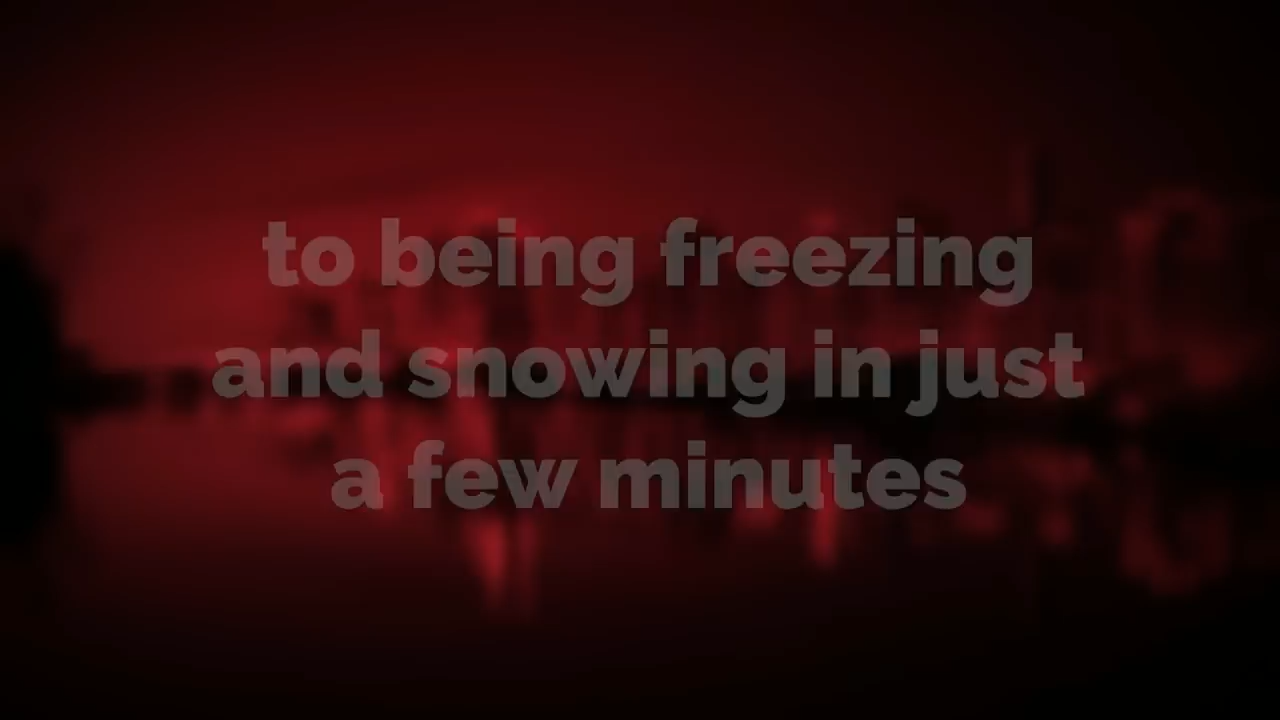 to being freezing
and snowing in just
a few minutes